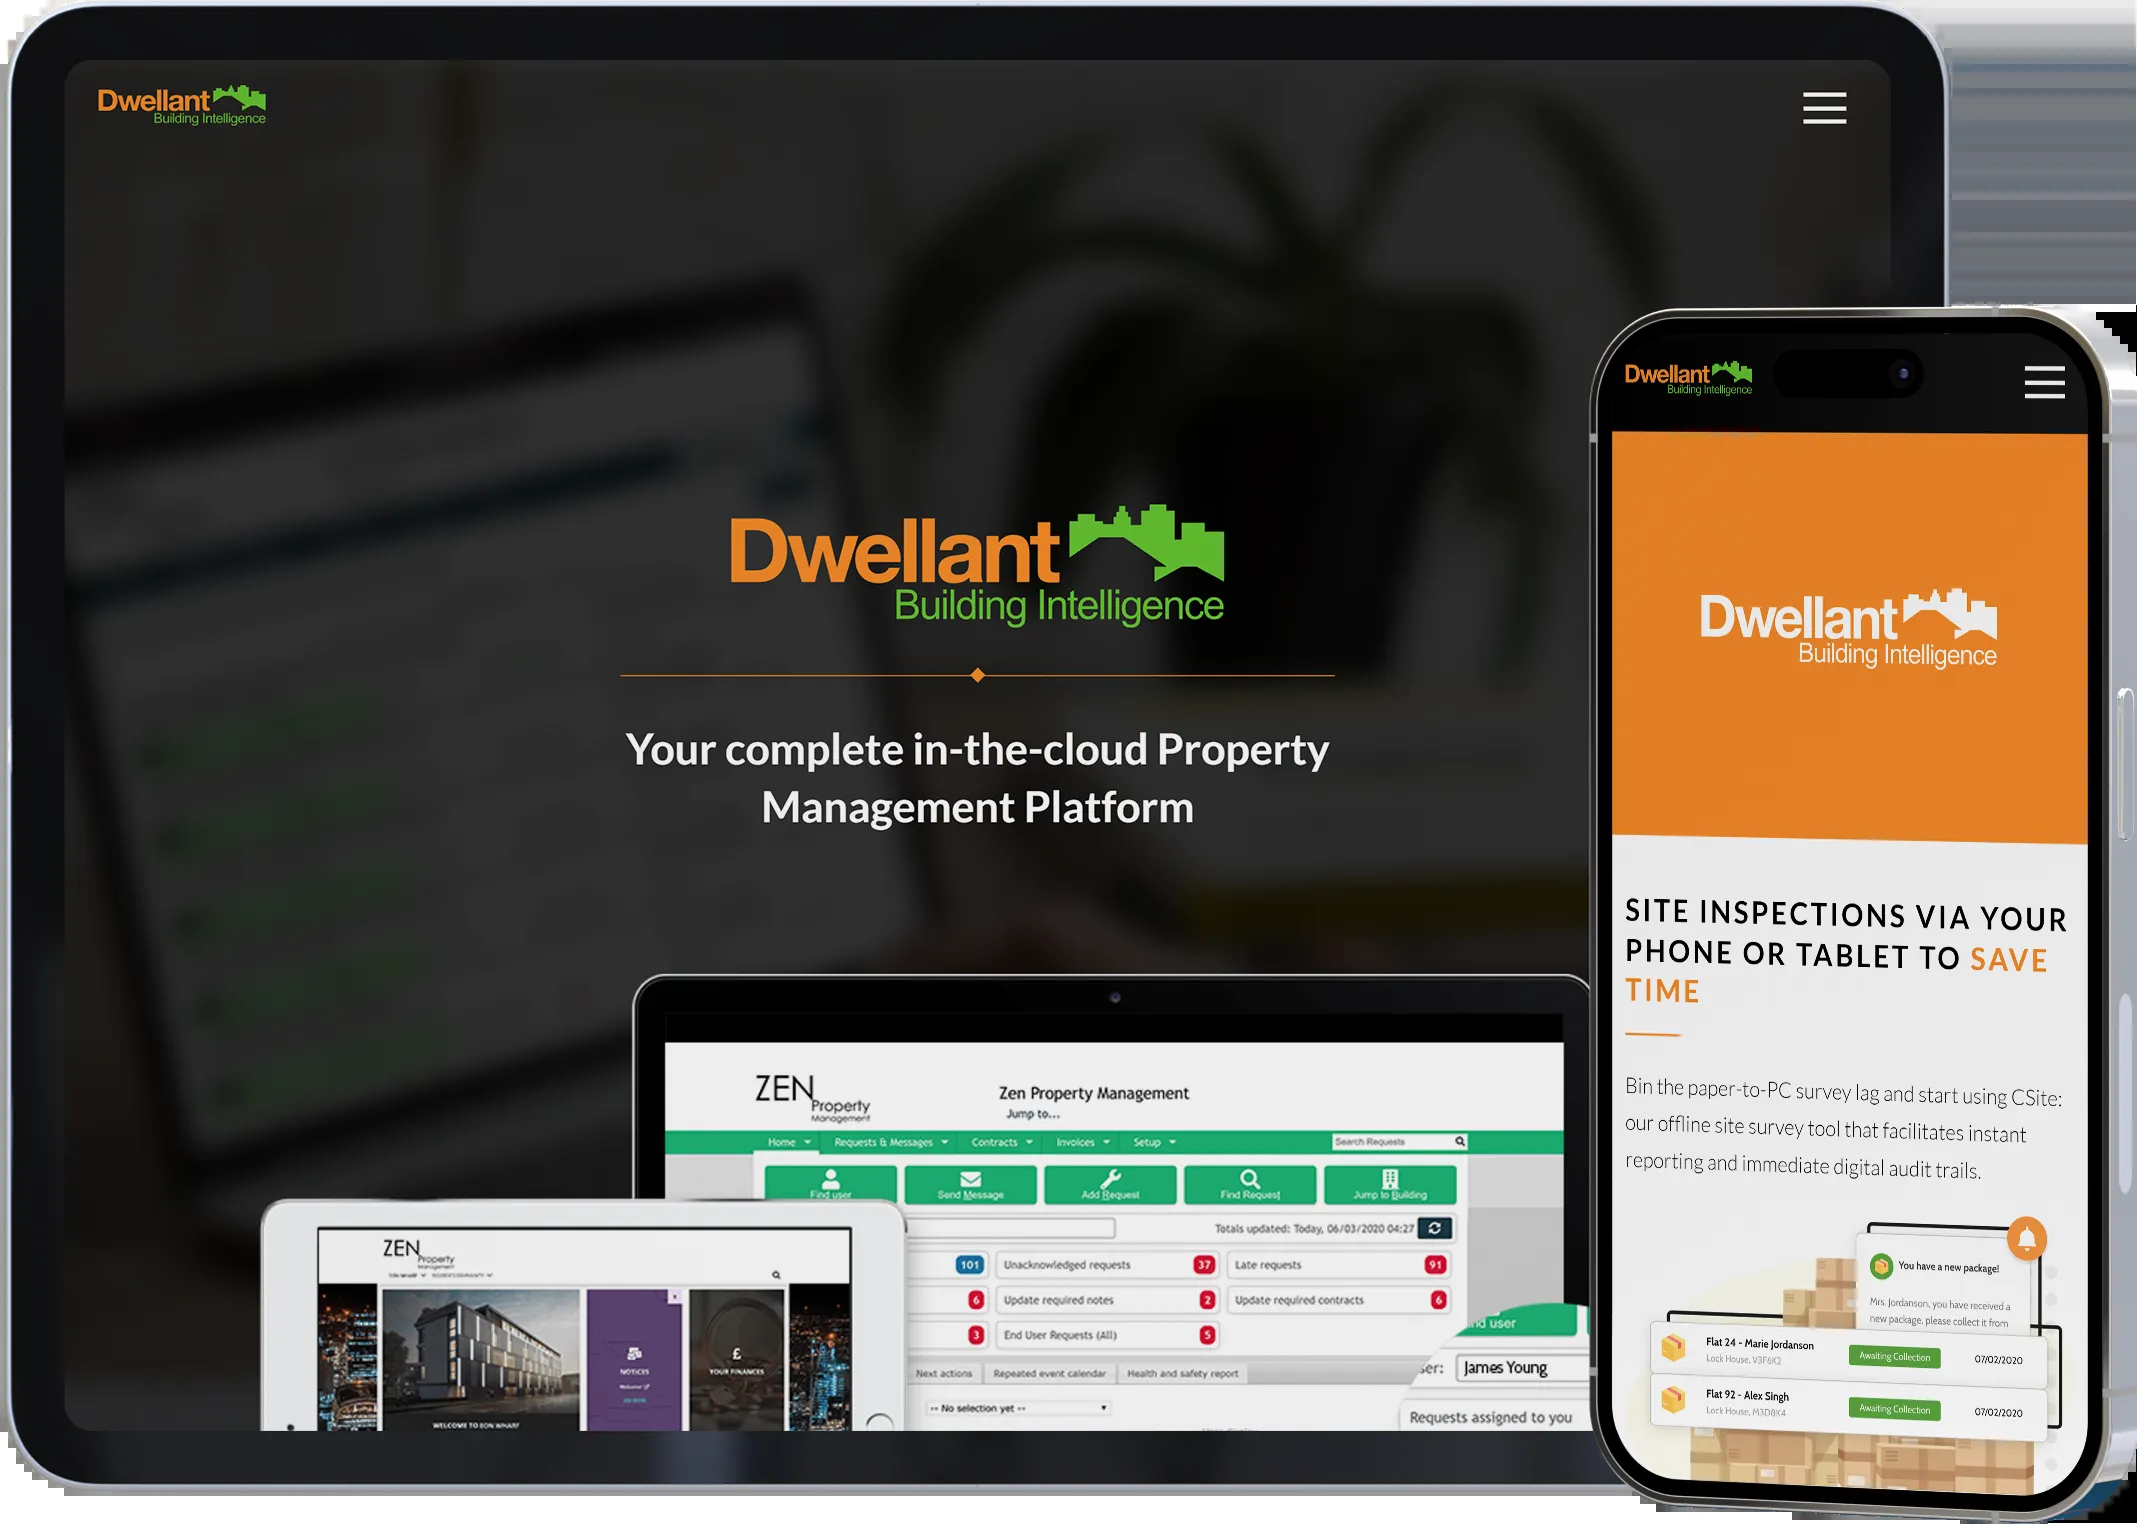 Dwellant
Building Intelligence
Dwellant
Building Intelligence
Your complete in-the-cloud Property
Management Platform
ZEN
Property
Management
Zen Property Management
Jump to...
Home
Requests & Messages
Contracts
Invoices
Setup
Search Requests
Find user
Send Message
Add Request
Find Request
Jump to Building
Totals updated: Today, 06/03/2020 04:27
101
Unacknowledged requests 37
Late requests 91
6
Update required notes 2
Update required contracts 6
3
End User Requests (All) 5
Next actions
Repeated event calendar
Health and safety report
-- No selection yet --
nd user
ser: James Young
Requests assigned to you
ZEN
Property
Management
NOTICES
Welcome!
YOUR FINANCES
WELCOME TO EON WHARF
Dwellant
Building Intelligence
Dwellant
Building Intelligence
SITE INSPECTIONS VIA YOUR
PHONE OR TABLET TO SAVE
TIME
Bin the paper-to-PC survey lag and start using CSite:
our offline site survey tool that facilitates instant
reporting and immediate digital audit trails.
You have a new package!
Mrs. Jordanson, you have received a
new package, please collect it from
Flat 24 - Marie Jordanson
Lock House, V3F6K2
Awaiting Collection
07/02/2020
Flat 92 - Alex Singh
Lock House, M3D8K4
Awaiting Collection
07/02/2020